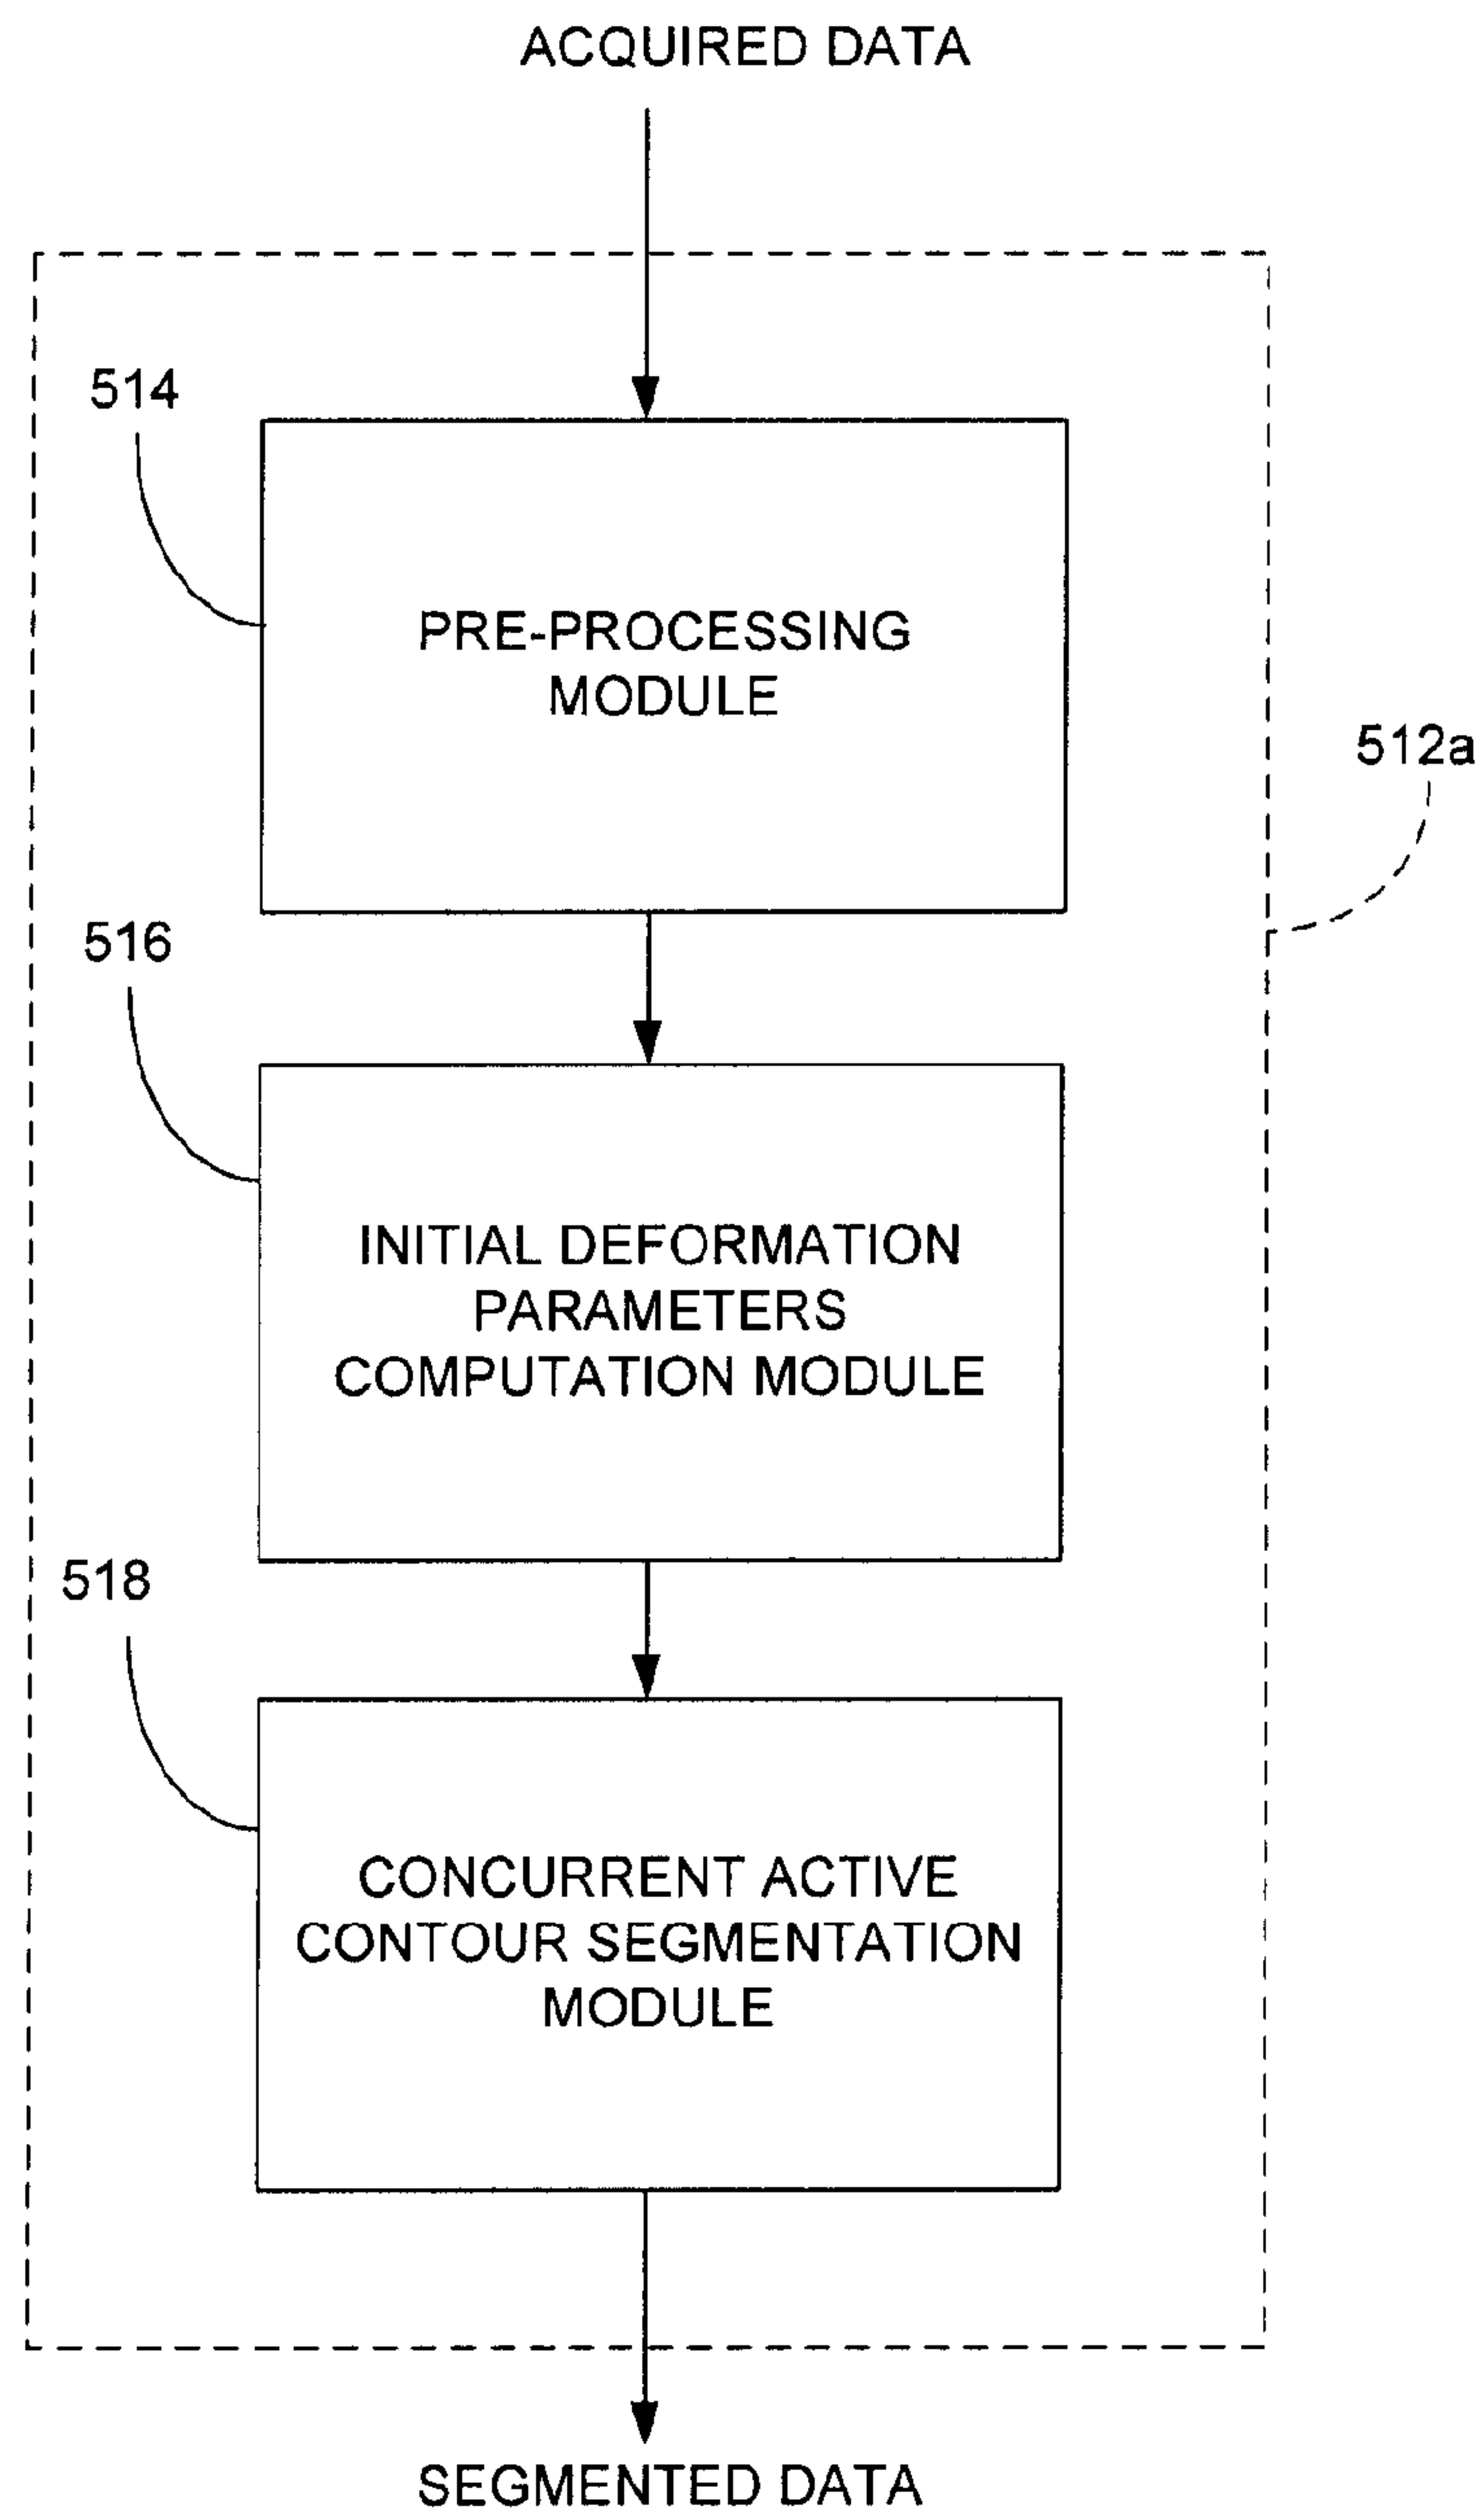 ACQUIRED DATA
514
PRE-PROCESSING
MODULE
512a
516
INITIAL DEFORMATION
PARAMETERS
COMPUTATION MODULE
518
CONCURRENT ACTIVE
CONTOUR SEGMENTATION
MODULE
SEGMENTED DATA